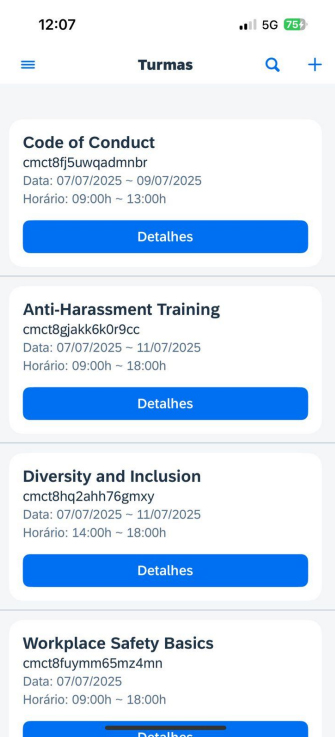 12:07
5G 75
Turmas
Code of Conduct
cmct8fj5uwqadmnbr
Data: 07/07/2025 ~ 09/07/2025
Horário: 09:00h ~ 13:00h
Detalhes
Anti-Harassment Training
cmct8gjakk6k0r9cc
Data: 07/07/2025 ~ 11/07/2025
Horário: 09:00h ~ 18:00h
Detalhes
Diversity and Inclusion
cmct8hq2ahh76gmxy
Data: 07/07/2025 ~ 11/07/2025
Horário: 14:00h ~ 18:00h
Detalhes
Workplace Safety Basics
cmct8fuymm65mz4mn
Data: 07/07/2025
Horário: 09:00h ~ 18:00h
Detalhes